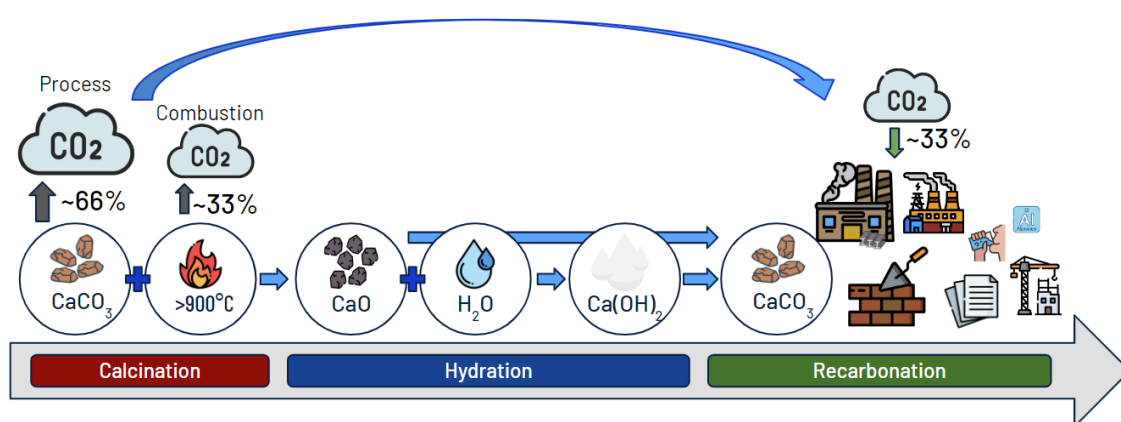 Process
CO₂
~66%
Combustion
CO₂
~33%
CO₂
~33%
Al
CaCO₃
>900°C
CaO
H₂O
Ca(OH)₂
CaCO₃
Calcination
Hydration
Recarbonation